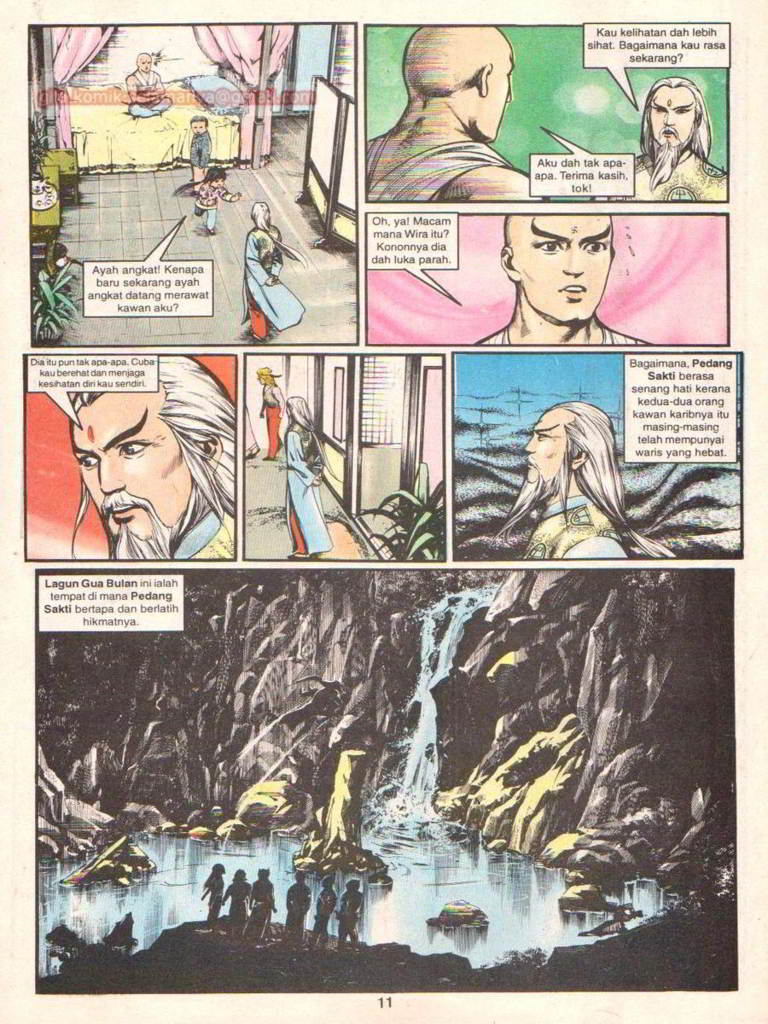 Ayah angkat! Kenapa
baru sekarang ayah
angkat datang merawat
kawan aku?
Kau kelihatan dah lebih
sihat. Bagaimana kau rasa
sekarang?
Aku dah tak apa-
apa. Terima kasih,
tok!
Oh, ya! Macam
mana Wira itu?
Kononnya dia
dah luka parah.
Dia itu pun tak apa-apa. Cuba
kau berehat dan menjaga
kesihatan diri kau sendiri.
Bagaimana, Pedang
Sakti berasa
senang hati kerana
kedua-dua orang
kawan karibnya itu
masing-masing
telah mempunyai
waris yang hebat.
Lagun Gua Bulan ini ialah
tempat di mana Pedang
Sakti bertapa dan berlatih
hikmatnya.
11